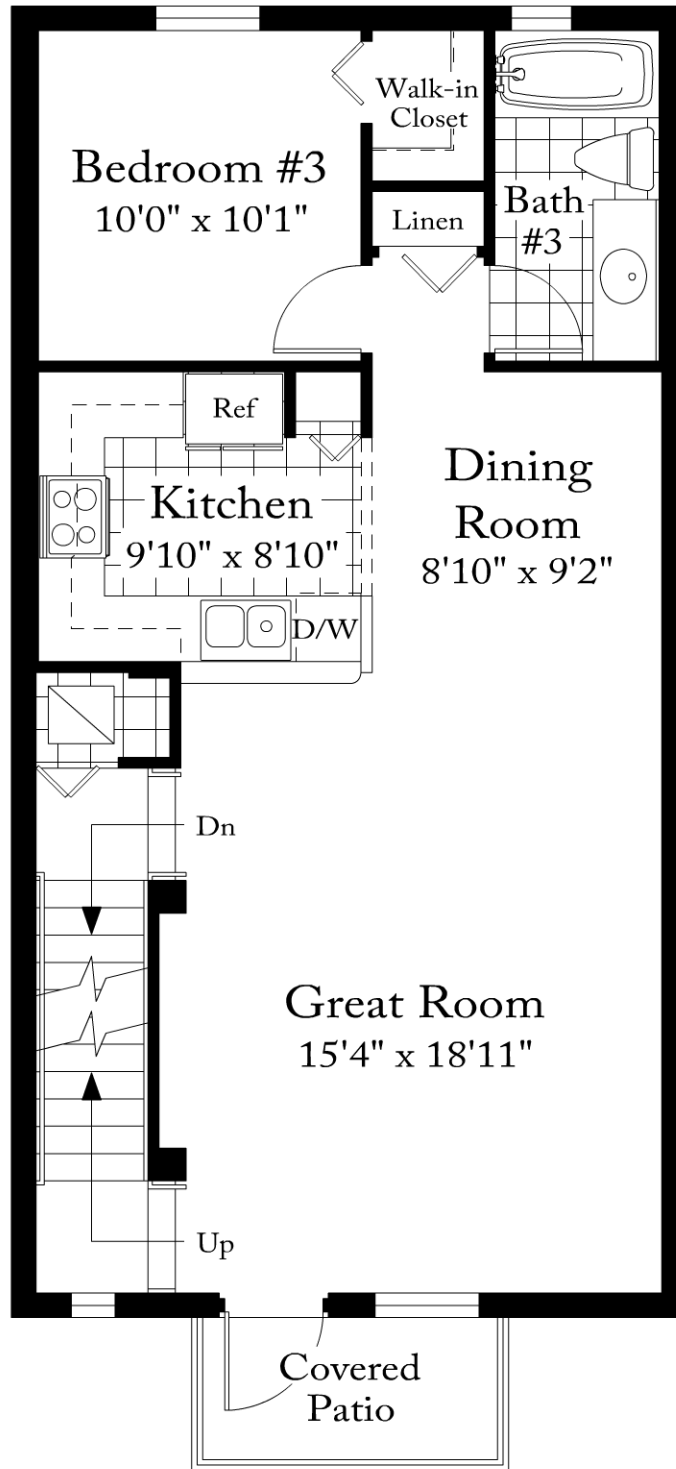 Walk-in
Closet
Bedroom #3
10'0" x 10'1"
Linen
Bath
#3
Ref
Kitchen
9'10" x 8'10"
D/W
Dining
Room
8'10" x 9'2"
Dn
Great Room
15'4" x 18'11"
Up
Covered
Patio